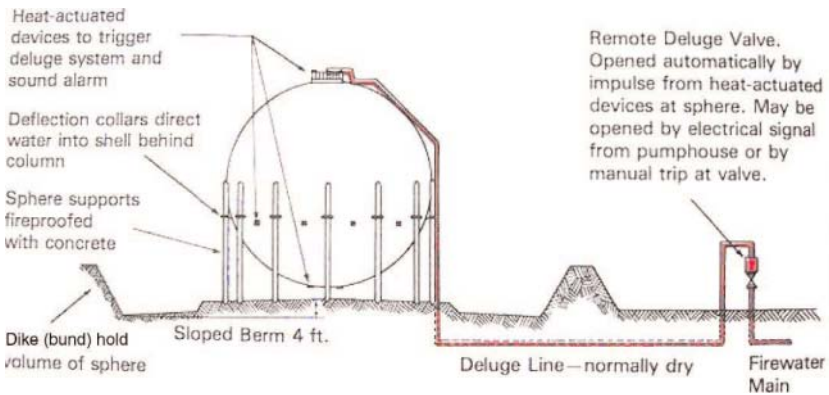 Heat-actuated
devices to trigger
deluge system and
sound alarm
Deflection collars direct
water into shell behind
column
Sphere supports
fireproofed
with concrete
Dike (bund) hold
volume of sphere
Sloped Berm 4 ft.
Remote Deluge Valve.
Opened automatically by
impulse from heat-actuated
devices at sphere. May be
opened by electrical signal
from pumphouse or by
manual trip at valve.
Deluge Line—normally dry
Firewater
Main